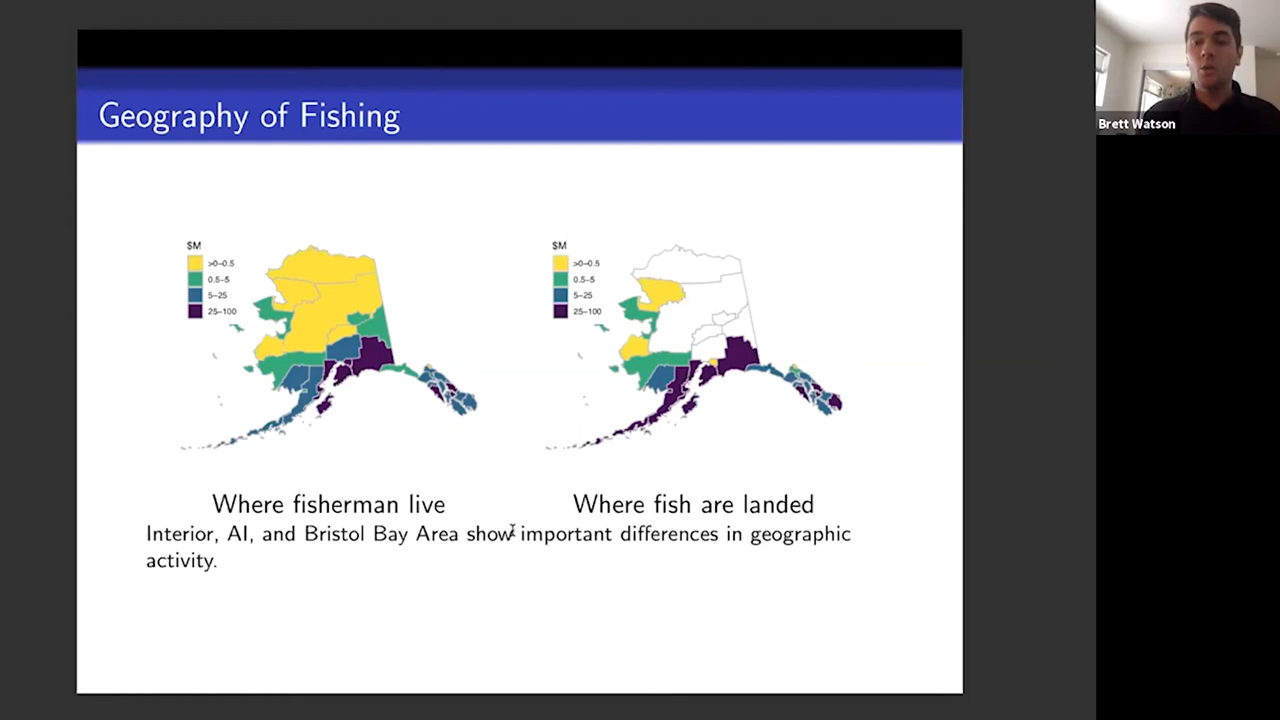 Geography of Fishing
Brett Watson
$M
>0–0.5
0.5–5
5–25
25–100
$M
>0–0.5
0.5–5
5–25
25–100
Where fisherman live
Where fish are landed
Interior, AI, and Bristol Bay Area show important differences in geographic
activity.